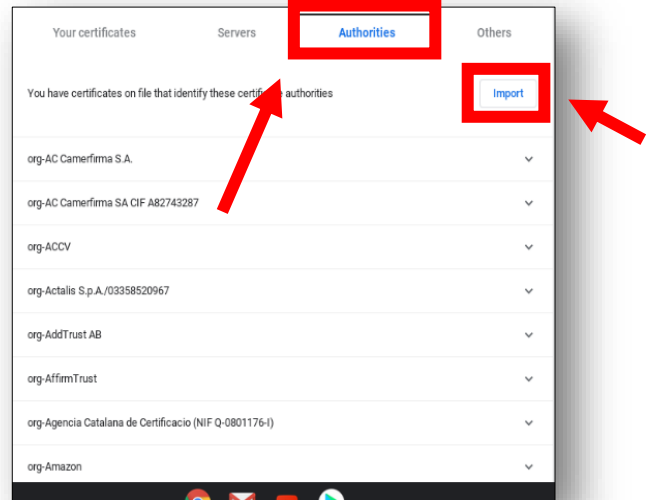 Your certificates Servers Authorities Others
You have certificates on file that identify these authorities Import
org-AC Camerfirma S.A.
org-AC Camerfirma SA CIF A82743287
org-ACCV
org-Actalis S.p.A./03358520967
org-AddTrust AB
org-AffirmTrust
org-Agencia Catalana de Certificacio (NIF Q-0801176-I)
org-Amazon